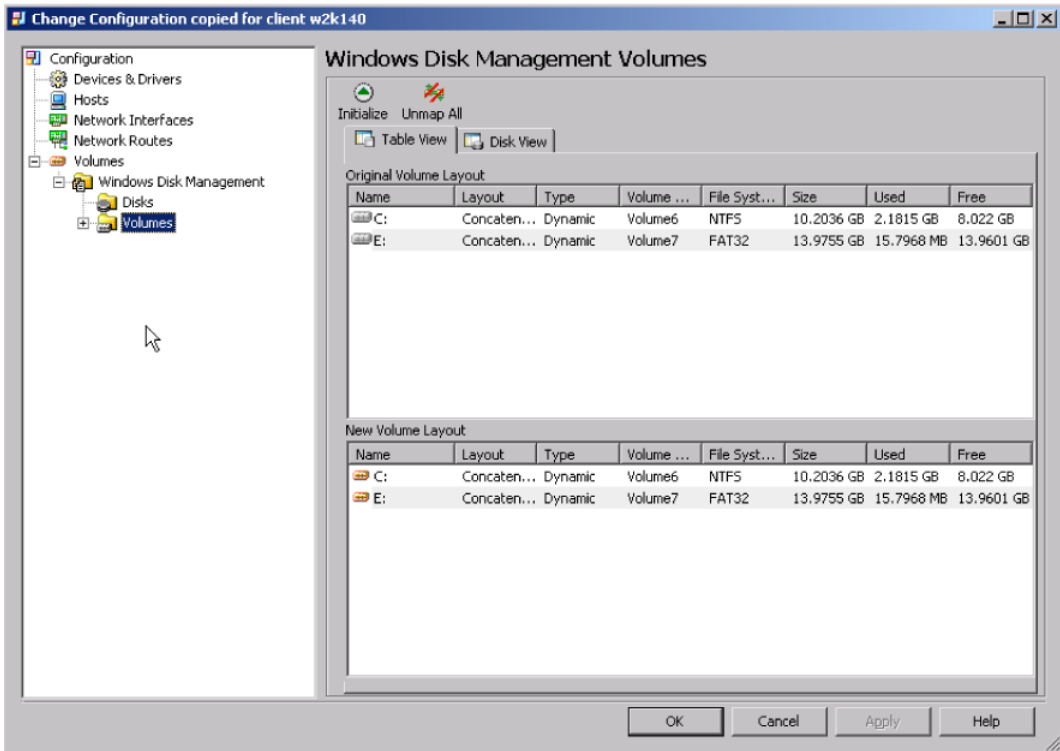 Change Configuration copied for client w2k140
Configuration
Devices & Drivers
Hosts
Network Interfaces
Network Routes
Volumes
Windows Disk Management
Disks
Volumes
Windows Disk Management Volumes
Initialize Unmap All
Table View Disk View
Original Volume Layout
Name Layout Type Volume ... File Syst... Size Used Free
C: Concaten... Dynamic Volume6 NTFS 10.2036 GB 2.1815 GB 8.022 GB
E: Concaten... Dynamic Volume7 FAT32 13.9755 GB 15.7968 MB 13.9601 GB
New Volume Layout
Name Layout Type Volume ... File Syst... Size Used Free
C: Concaten... Dynamic Volume6 NTFS 10.2036 GB 2.1815 GB 8.022 GB
E: Concaten... Dynamic Volume7 FAT32 13.9755 GB 15.7968 MB 13.9601 GB
OK Cancel Apply Help